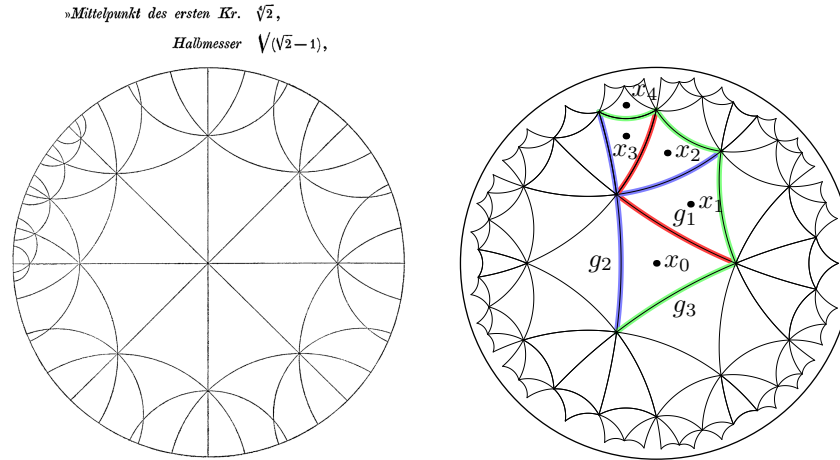 »Mittelpunkt des ersten Kr. ∜2,
Halbmesser √(√2−1),
x₄
x₃
x₂
g₁
x₁
g₂
x₀
g₃